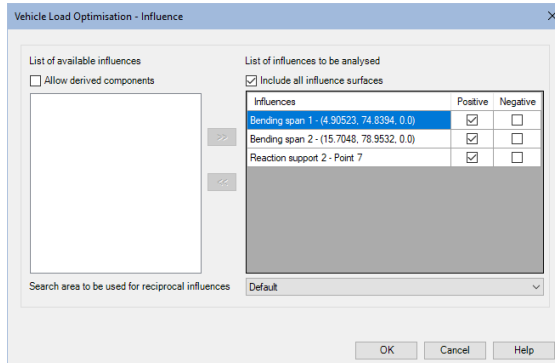 Vehicle Load Optimisation - Influence
List of available influences
List of influences to be analysed
Allow derived components
Include all influence surfaces
Influences Positive Negative
Bending span 1 - (4.90523, 74.8394, 0.0)
>>
Bending span 2 - (15.7048, 78.9532, 0.0)
Reaction support 2 - Point 7
<<
Search area to be used for reciprocal influences Default
OK Cancel Help